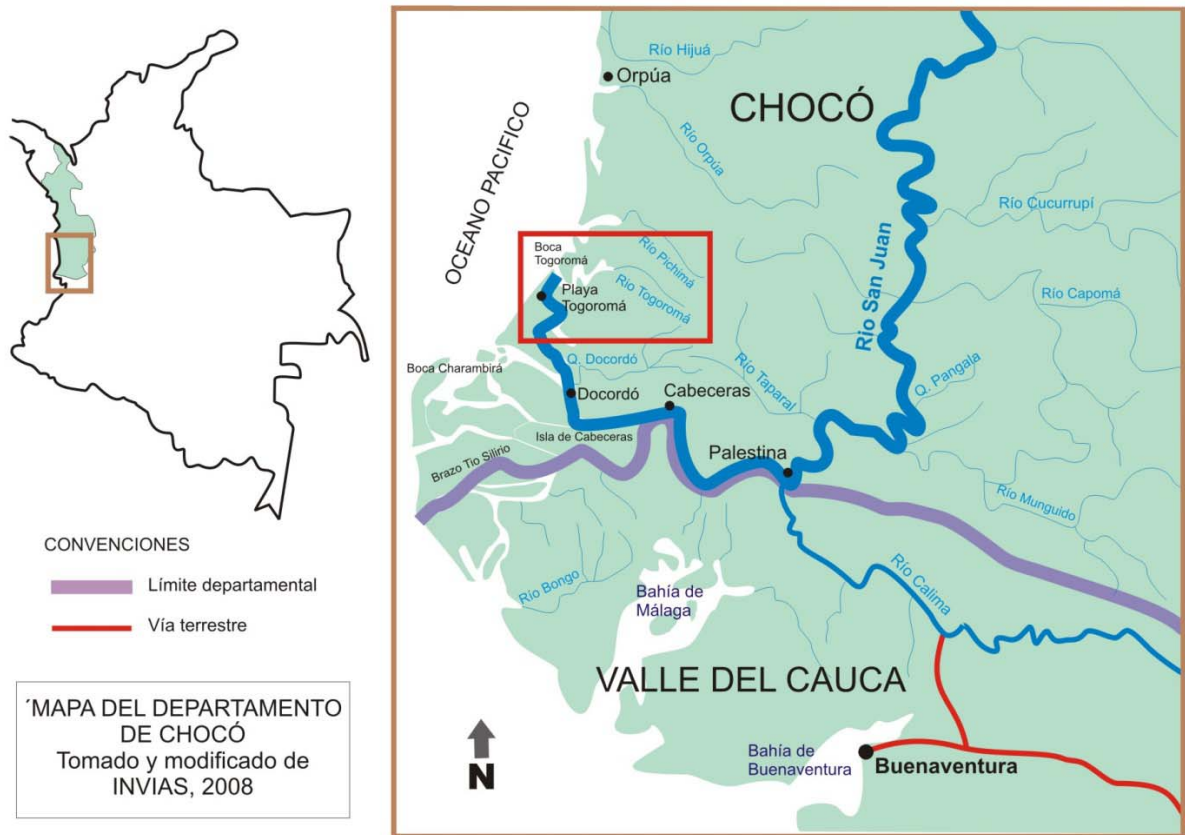 Río Hijuá
Orpúa
CHOCÓ
OCEANO PACIFICO
Río Orpúa
Río Cucurrupí
Río San Juan
Boca
Togoromá
Río Pichimá
Río Togoromá
Playa
Togoromá
Río Capomá
Boca Charambirá
Q. Docordó
Docordó
Cabeceras
Río Taparal
Q. Pangala
Isla de Cabeceras
Brazo Tio Silirio
Palestina
Río Munguido
Río Bongo
Bahía de
Málaga
Río Calima
VALLE DEL CAUCA
N
Bahía de
Buenaventura
Buenaventura
CONVENCIONES
Límite departamental
Vía terrestre
´MAPA DEL DEPARTAMENTO
DE CHOCÓ
Tomado y modificado de
INVIAS, 2008